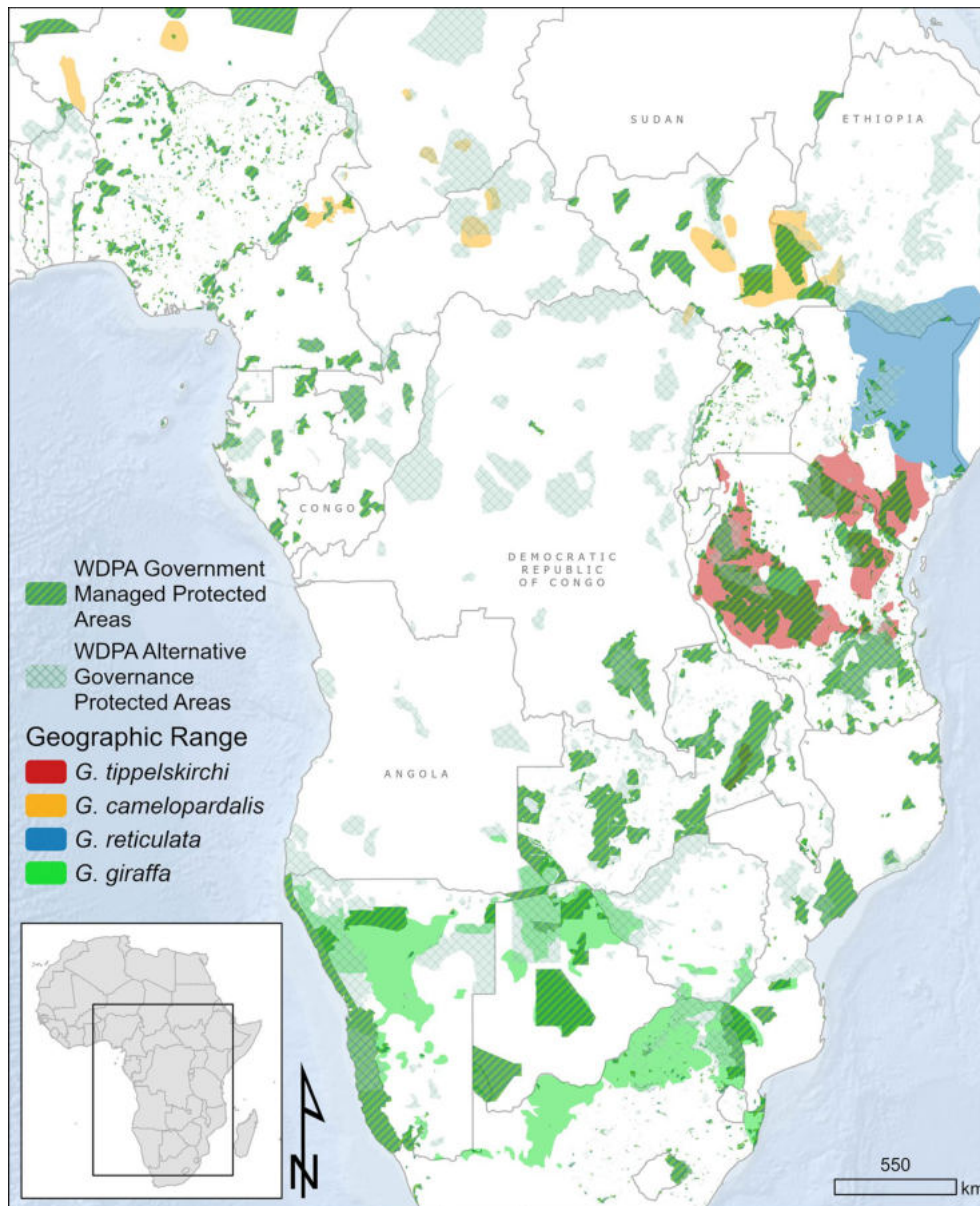 SUDAN
ETHIOPIA
CONGO
DEMOCRATIC
REPUBLIC
OF CONGO
ANGOLA
WDPA Government
Managed Protected
Areas
WDPA Alternative
Governance
Protected Areas
Geographic Range
G. tippelskirchi
G. camelopardalis
G. reticulata
G. giraffa
N
550
km